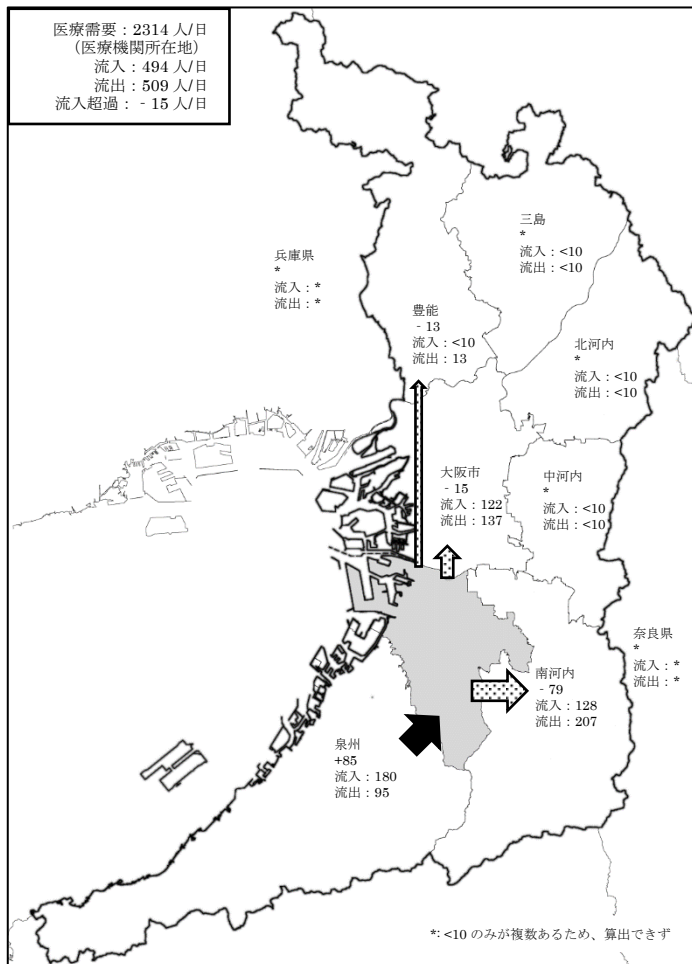 医療需要：2314 人/日
（医療機関所在地）
流入：494 人/日
流出：509 人/日
流入超過：‐15 人/日
三島
*
流入：<10
流出：<10
兵庫県
*
流入：*
流出：*
豊能
‐13
流入：<10
流出：13
北河内
*
流入：<10
流出：<10
大阪市
‐15
流入：122
流出：137
中河内
*
流入：<10
流出：<10
奈良県
*
流入：*
流出：*
南河内
‐79
流入：128
流出：207
泉州
+85
流入：180
流出：95
*: <10 のみが複数あるため、算出できず